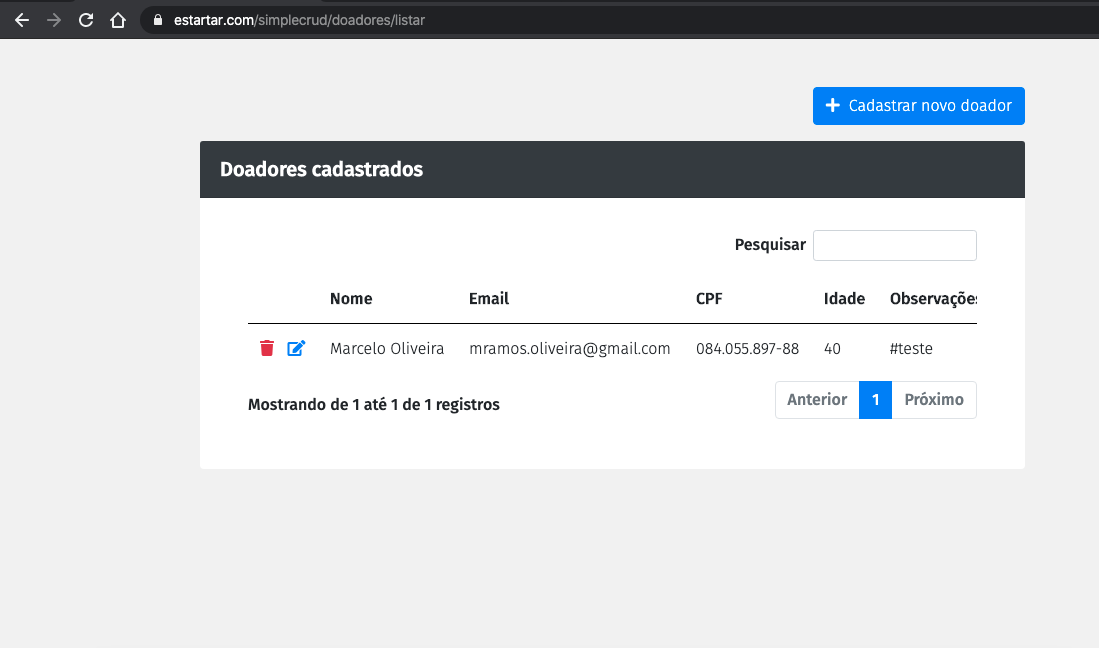 estartar.com/simplecrud/doadores/listar
Cadastrar novo doador
Doadores cadastrados
Pesquisar
Nome Email CPF Idade Observações
Marcelo Oliveira mramos.oliveira@gmail.com 084.055.897-88 40 #teste
Mostrando de 1 até 1 de 1 registros
Anterior 1 Próximo